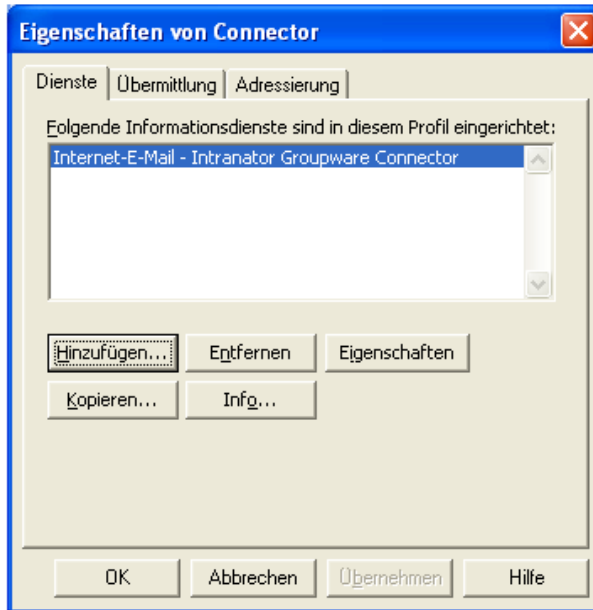 Eigenschaften von Connector
Dienste Übermittlung Adressierung
Folgende Informationsdienste sind in diesem Profil eingerichtet:
Internet-E-Mail - Intranator Groupware Connector
Hinzufügen... Entfernen Eigenschaften
Kopieren... Info...
OK Abbrechen Übernehmen Hilfe